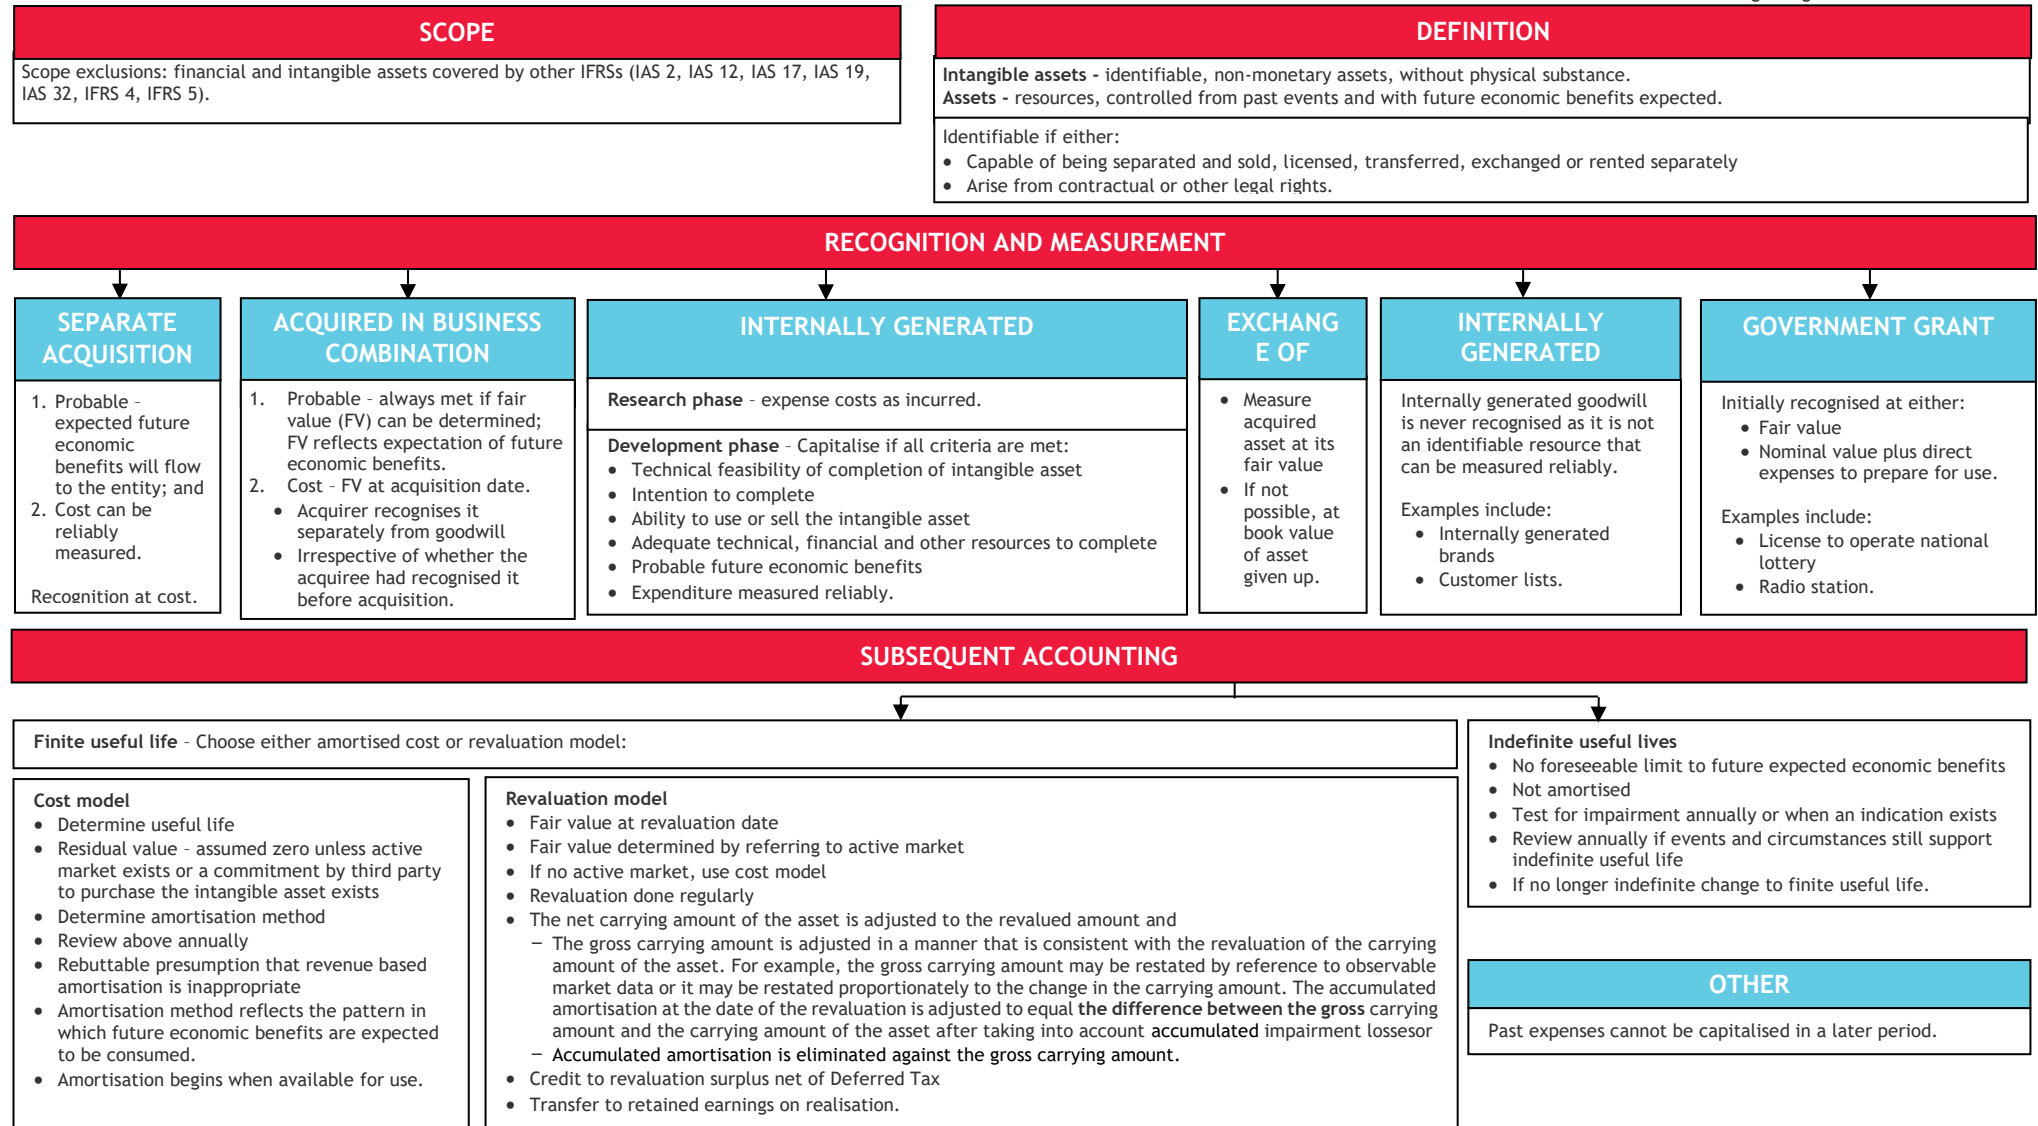 SCOPE
Scope exclusions: financial and intangible assets covered by other IFRSs (IAS 2, IAS 12, IAS 17, IAS 19,
IAS 32, IFRS 4, IFRS 5).
DEFINITION
Intangible assets - identifiable, non-monetary assets, without physical substance.
Assets - resources, controlled from past events and with future economic benefits expected.
Identifiable if either:
• Capable of being separated and sold, licensed, transferred, exchanged or rented separately
• Arise from contractual or other legal rights.
RECOGNITION AND MEASUREMENT
SEPARATE
ACQUISITION
1. Probable –
expected future
economic
benefits will flow
to the entity; and
2. Cost can be
reliably
measured.
Recognition at cost.
ACQUIRED IN BUSINESS
COMBINATION
1. Probable – always met if fair
value (FV) can be determined;
FV reflects expectation of future
economic benefits.
2. Cost – FV at acquisition date.
• Acquirer recognises it
separately from goodwill
• Irrespective of whether the
acquiree had recognised it
before acquisition.
INTERNALLY GENERATED
Research phase – expense costs as incurred.
Development phase – Capitalise if all criteria are met:
• Technical feasibility of completion of intangible asset
• Intention to complete
• Ability to use or sell the intangible asset
• Adequate technical, financial and other resources to complete
• Probable future economic benefits
• Expenditure measured reliably.
EXCHANG
E OF
• Measure
acquired
asset at its
fair value
• If not
possible, at
book value
of asset
given up.
INTERNALLY
GENERATED
Internally generated goodwill
is never recognised as it is not
an identifiable resource that
can be measured reliably.
Examples include:
• Internally generated
brands
• Customer lists.
GOVERNMENT GRANT
Initially recognised at either:
• Fair value
• Nominal value plus direct
expenses to prepare for use.
Examples include:
• License to operate national
lottery
• Radio station.
SUBSEQUENT ACCOUNTING
Finite useful life – Choose either amortised cost or revaluation model:
Cost model
• Determine useful life
• Residual value – assumed zero unless active
market exists or a commitment by third party
to purchase the intangible asset exists
• Determine amortisation method
• Review above annually
• Rebuttable presumption that revenue based
amortisation is inappropriate
• Amortisation method reflects the pattern in
which future economic benefits are expected
to be consumed.
• Amortisation begins when available for use.
Revaluation model
• Fair value at revaluation date
• Fair value determined by referring to active market
• If no active market, use cost model
• Revaluation done regularly
• The net carrying amount of the asset is adjusted to the revalued amount and
− The gross carrying amount is adjusted in a manner that is consistent with the revaluation of the carrying
amount of the asset. For example, the gross carrying amount may be restated by reference to observable
market data or it may be restated proportionately to the change in the carrying amount. The accumulated
amortisation at the date of the revaluation is adjusted to equal the difference between the gross carrying
amount and the carrying amount of the asset after taking into account accumulated impairment lossesor
− Accumulated amortisation is eliminated against the gross carrying amount.
• Credit to revaluation surplus net of Deferred Tax
• Transfer to retained earnings on realisation.
Indefinite useful lives
• No foreseeable limit to future expected economic benefits
• Not amortised
• Test for impairment annually or when an indication exists
• Review annually if events and circumstances still support
indefinite useful life
• If no longer indefinite change to finite useful life.
OTHER
Past expenses cannot be capitalised in a later period.